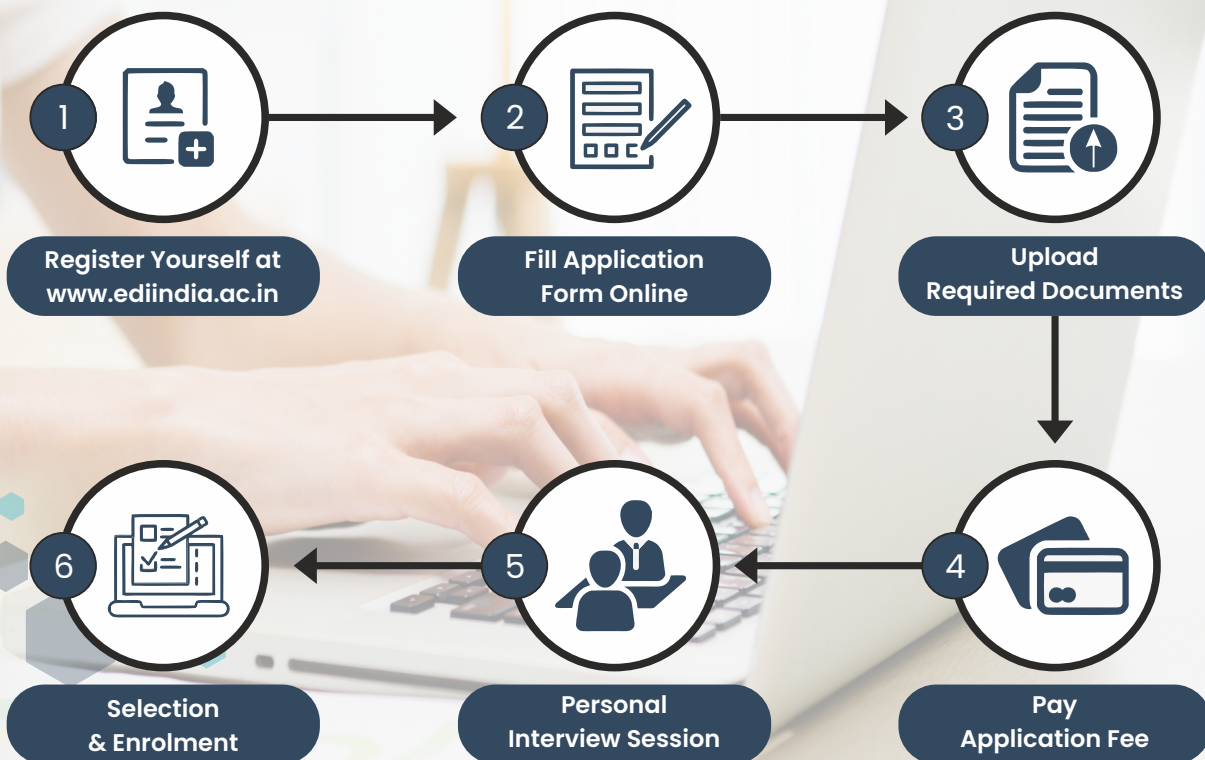 1
Register Yourself at
www.ediindia.ac.in
2
Fill Application
Form Online
3
Upload
Required Documents
4
Pay
Application Fee
5
Personal
Interview Session
6
Selection
& Enrolment